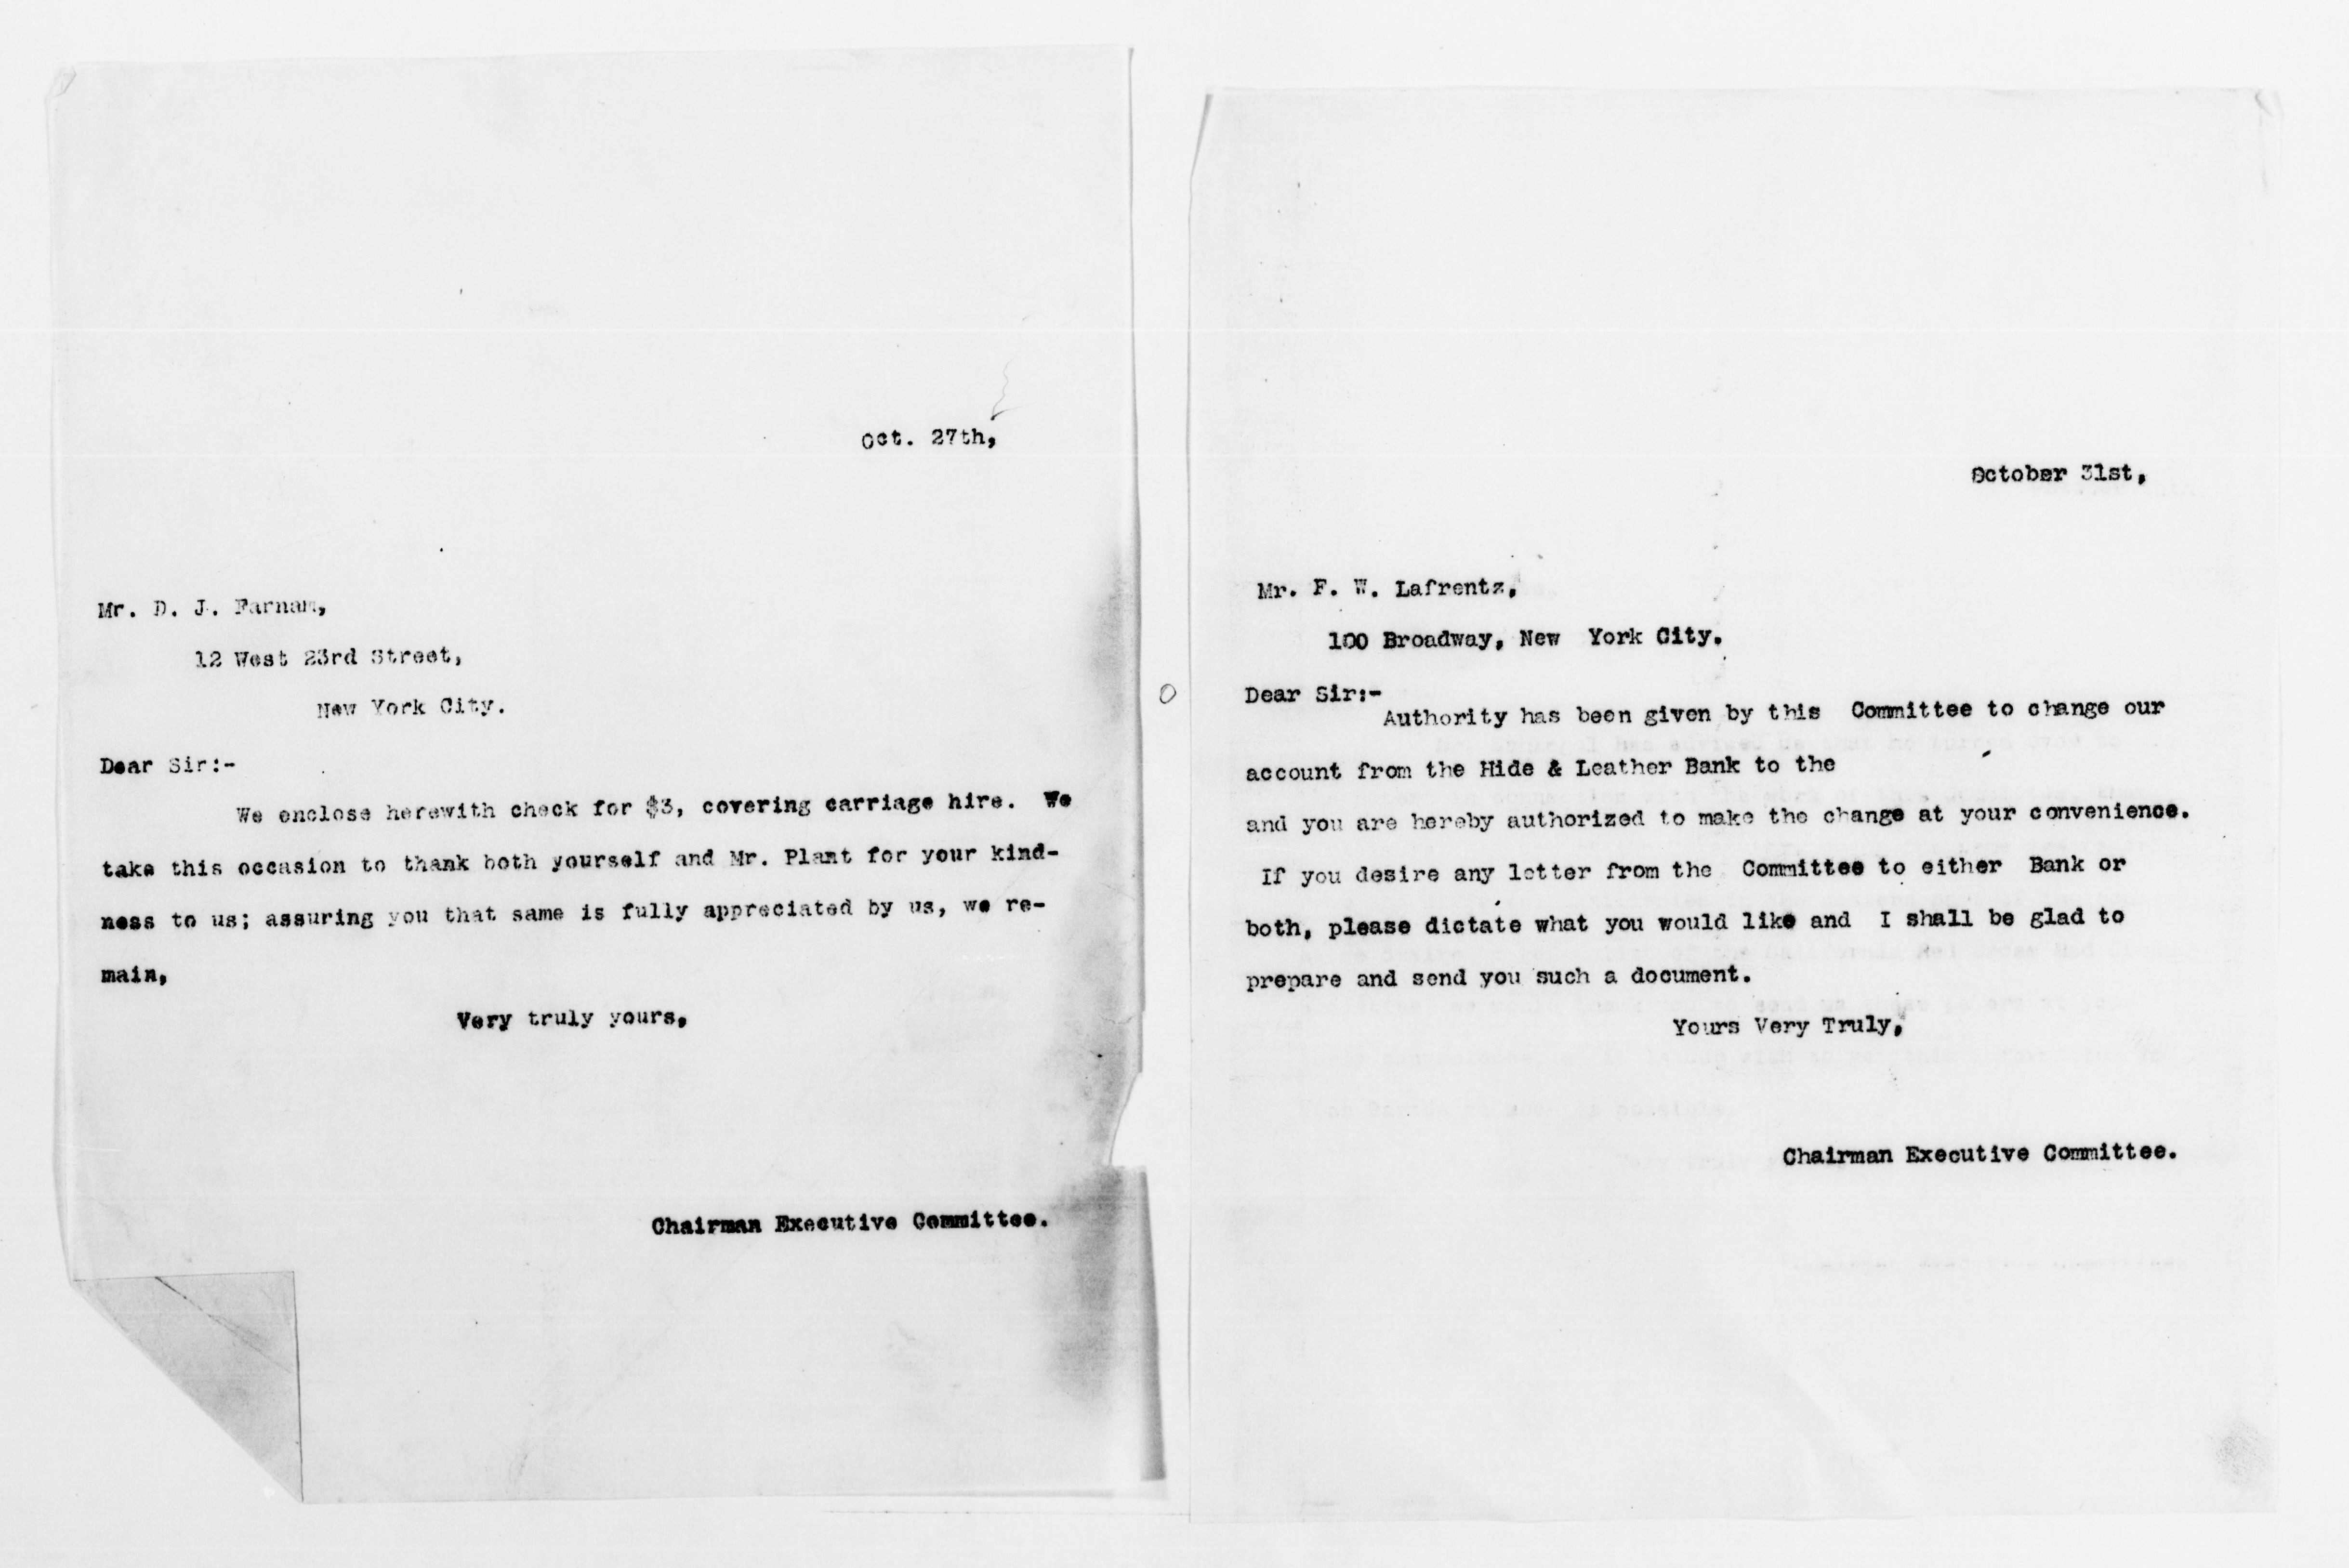 Oct. 27th,
Mr. D. J. Farnam,
12 West 23rd Street,
New York City.
Dear Sir:-
We enclose herewith check for $3, covering carriage hire. We
take this occasion to thank both yourself and Mr. Plant for your kind-
ness to us; assuring you that same is fully appreciated by us, we re-
main,
Very truly yours,
Chairman Executive Committee.
October 31st,
Mr. F. W. Lafrentz,
100 Broadway, New York City.
Dear Sir:-
Authority has been given by this Committee to change our
account from the Hide & Leather Bank to the
and you are hereby authorized to make the change at your convenience.
If you desire any letter from the Committee to either Bank or
both, please dictate what you would like and I shall be glad to
prepare and send you such a document.
Yours Very Truly,
Chairman Executive Committee.